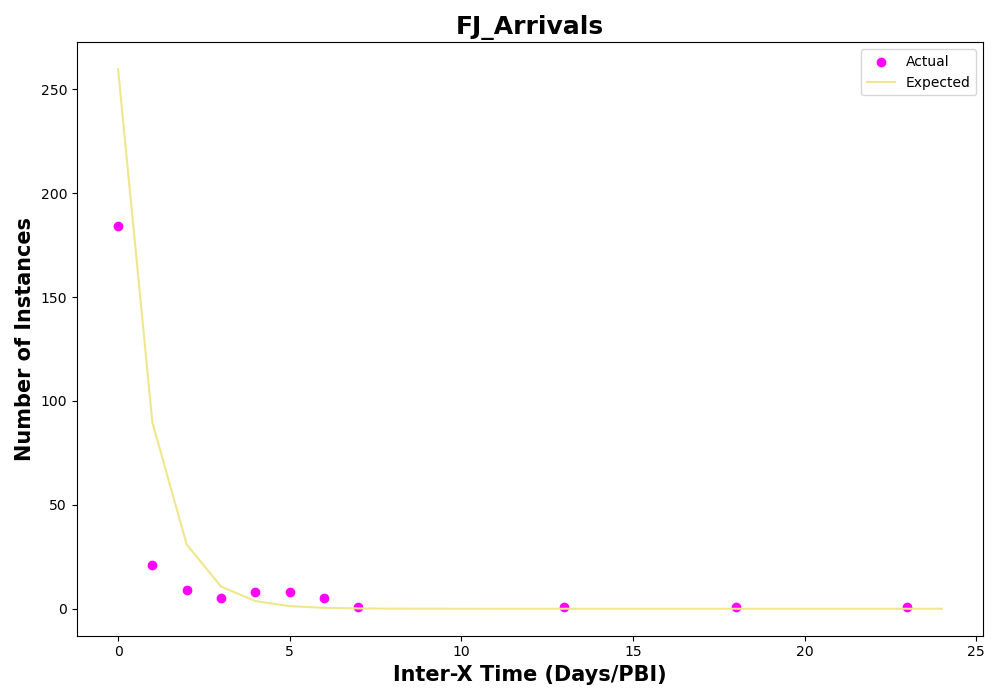 FJ_Arrivals
Actual
Expected
250
200
150
100
50
0
Number of Instances
0 5 10 15 20 25
Inter-X Time (Days/PBI)